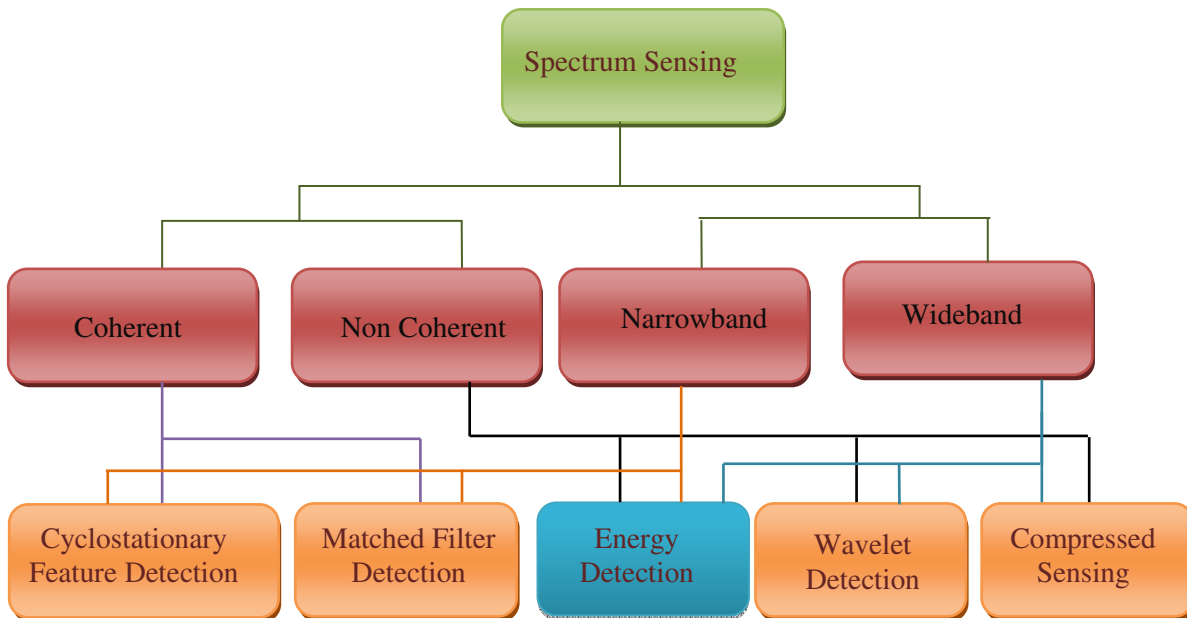 Spectrum Sensing
Coherent
Non Coherent
Narrowband
Wideband
Cyclostationary
Feature Detection
Matched Filter
Detection
Energy
Detection
Wavelet
Detection
Compressed
Sensing